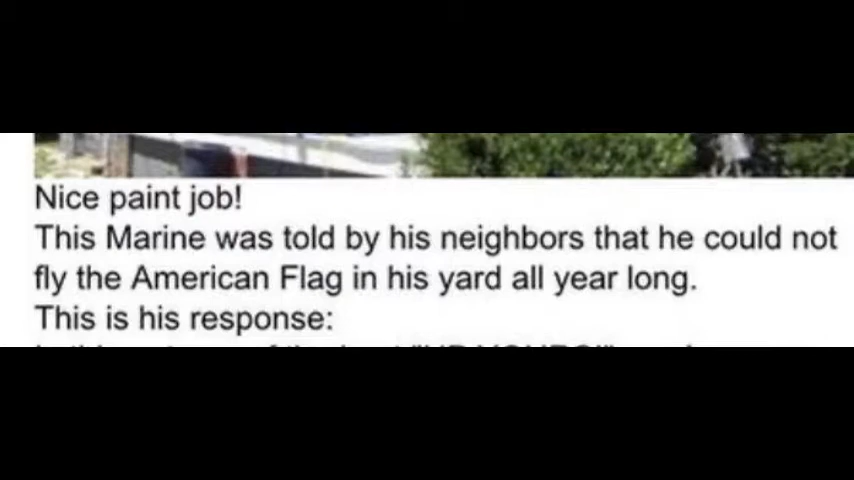 Nice paint job!
This Marine was told by his neighbors that he could not
fly the American Flag in his yard all year long.
This is his response: